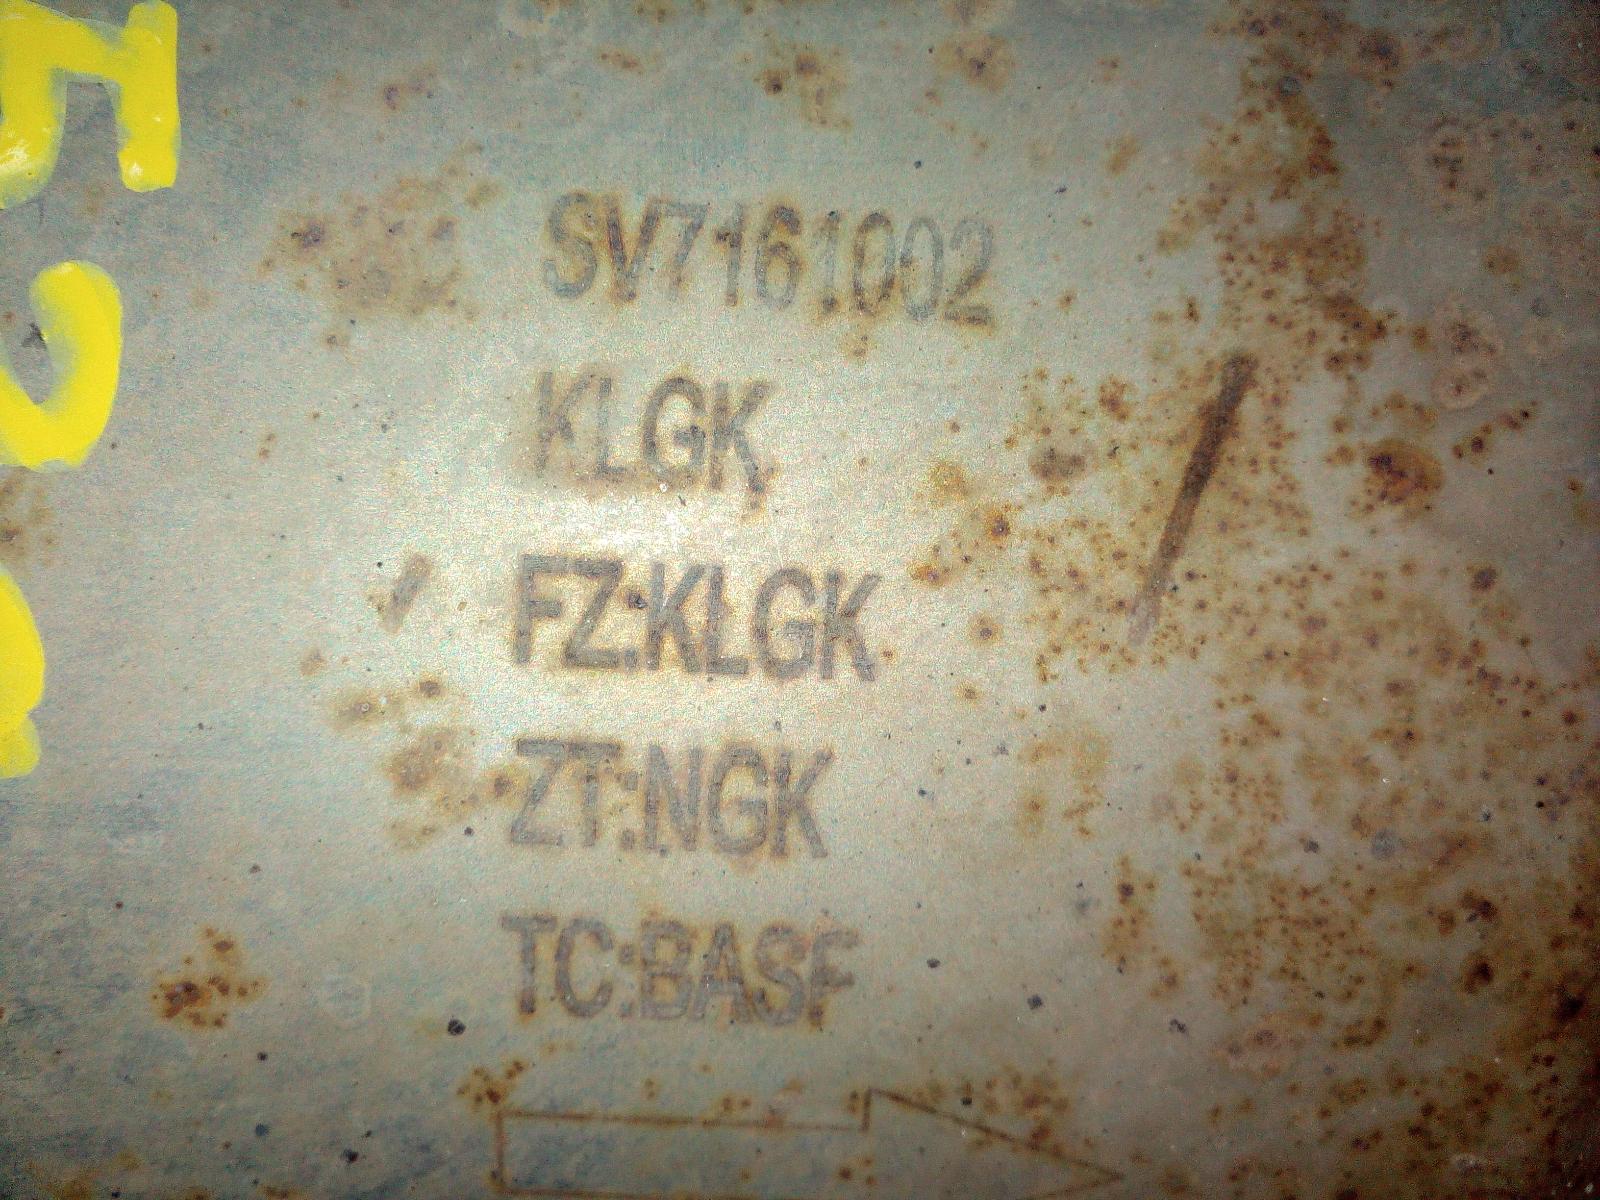 SV7161002
KLGK
FZ:KLGK
ZT:NGK
TC:BASF